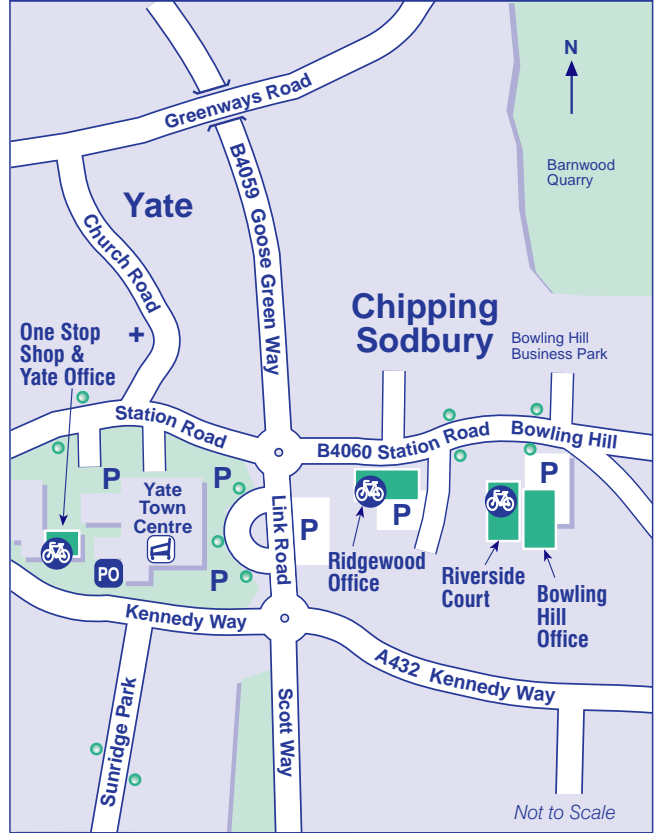 N
Greenways Road
Barnwood
Quarry
B4059 Goose Green Way
Yate
Church Road
Chipping
Sodbury
Bowling Hill
Business Park
One Stop
Shop &
Yate Office
+
Station Road
B4060 Station Road
Bowling Hill
P
P
P
Yate
Town
Centre
Link Road
P
P
Ridgewood
Office
Riverside
Court
Bowling
Hill
Office
PO
P
Kennedy Way
A432 Kennedy Way
Scott Way
Sunridge Park
Not to Scale